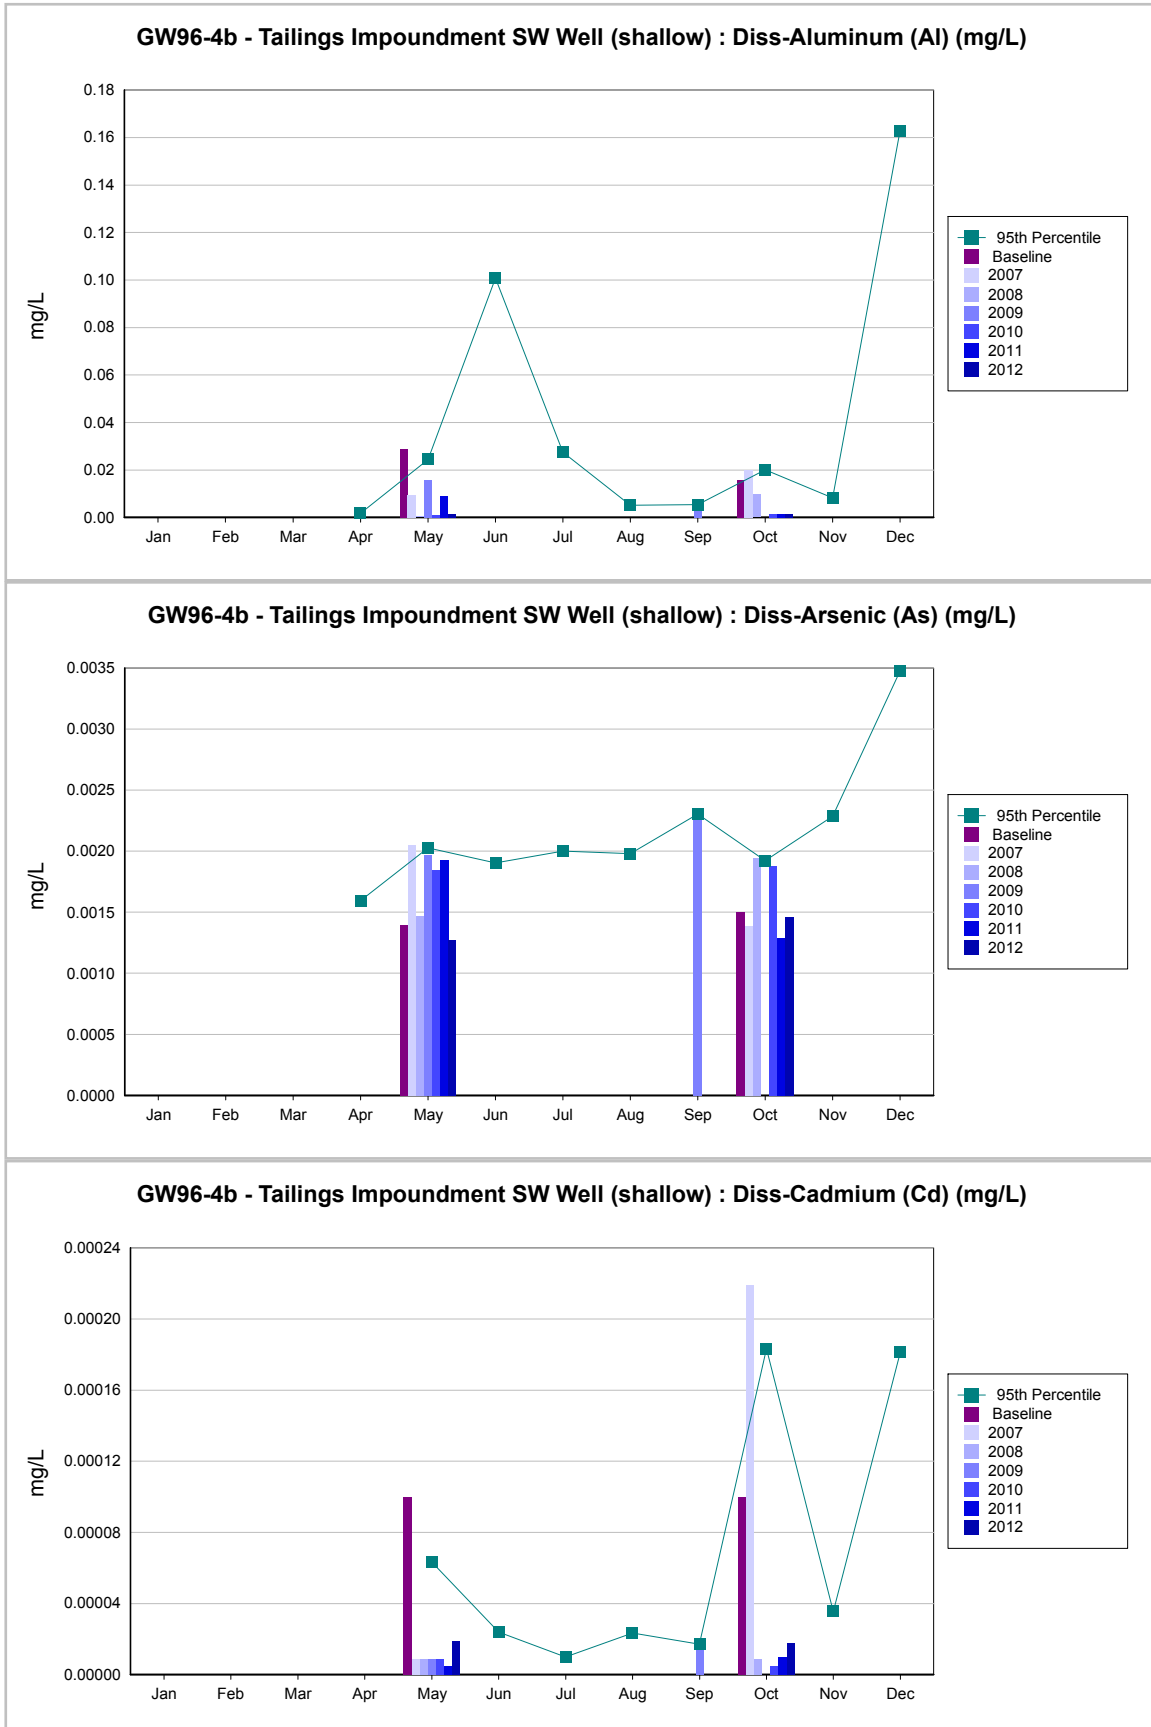 GW96-4b - Tailings Impoundment SW Well (shallow) : Diss-Aluminum (Al) (mg/L)
0.18
0.16
0.14
0.12
0.10
0.08
0.06
0.04
0.02
0.00
mg/L
Jan Feb Mar Apr May Jun Jul Aug Sep Oct Nov Dec
95th Percentile
Baseline
2007
2008
2009
2010
2011
2012
GW96-4b - Tailings Impoundment SW Well (shallow) : Diss-Arsenic (As) (mg/L)
0.0035
0.0030
0.0025
0.0020
0.0015
0.0010
0.0005
0.0000
mg/L
Jan Feb Mar Apr May Jun Jul Aug Sep Oct Nov Dec
95th Percentile
Baseline
2007
2008
2009
2010
2011
2012
GW96-4b - Tailings Impoundment SW Well (shallow) : Diss-Cadmium (Cd) (mg/L)
0.00024
0.00020
0.00016
0.00012
0.00008
0.00004
0.00000
mg/L
Jan Feb Mar Apr May Jun Jul Aug Sep Oct Nov Dec
95th Percentile
Baseline
2007
2008
2009
2010
2011
2012